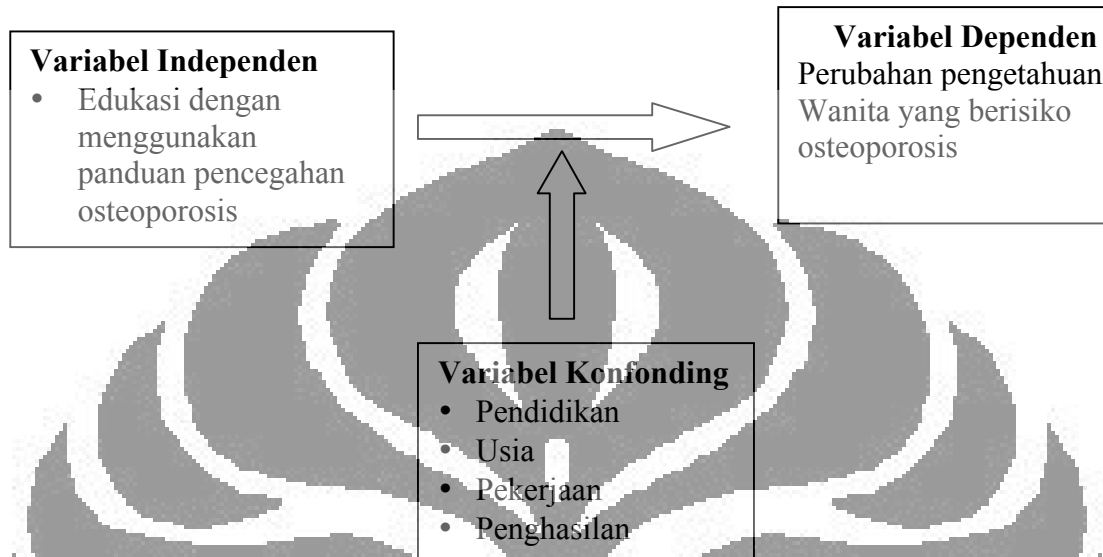 Variabel Independen
• Edukasi dengan
menggunakan
panduan pencegahan
osteoporosis
Variabel Dependen
Perubahan pengetahuan
Wanita yang berisiko
osteoporosis
Variabel Konfonding
• Pendidikan
• Usia
• Pekerjaan
• Penghasilan